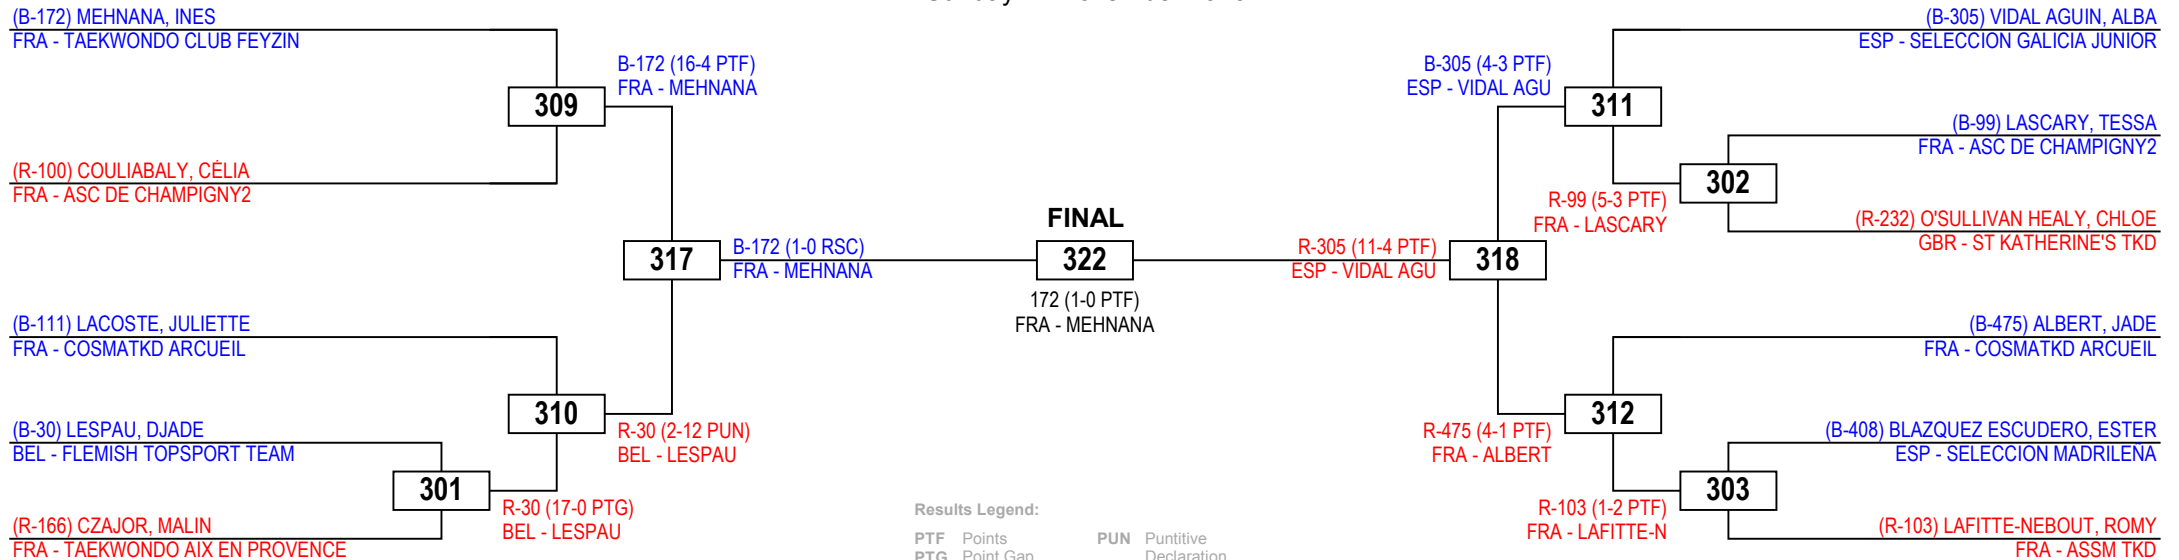 (B-172) MEHNANA, INES
FRA - TAEKWONDO CLUB FEYZIN
B-172 (16-4 PTF)
FRA - MEHNANA
309
(R-100) COULIABALY, CÉLIA
FRA - ASC DE CHAMPIGNY2
317
B-172 (1-0 RSC)
FRA - MEHNANA
(B-111) LACOSTE, JULIETTE
FRA - COSMATKD ARCUEIL
310
R-30 (2-12 PUN)
BEL - LESPAU
(B-30) LESPAU, DJADE
BEL - FLEMISH TOPSPORT TEAM
301
R-30 (17-0 PTG)
BEL - LESPAU
(R-166) CZAJOR, MALIN
FRA - TAEKWONDO AIX EN PROVENCE
FINAL
322
172 (1-0 PTF)
FRA - MEHNANA
(B-305) VIDAL AGUIN, ALBA
ESP - SELECCION GALICIA JUNIOR
B-305 (4-3 PTF)
ESP - VIDAL AGU
311
(B-99) LASCARY, TESSA
FRA - ASC DE CHAMPIGNY2
302
R-99 (5-3 PTF)
FRA - LASCARY
(R-232) O'SULLIVAN HEALY, CHLOE
GBR - ST KATHERINE'S TKD
R-305 (11-4 PTF)
ESP - VIDAL AGU
318
(B-475) ALBERT, JADE
FRA - COSMATKD ARCUEIL
312
R-475 (4-1 PTF)
FRA - ALBERT
(B-408) BLAZQUEZ ESCUDERO, ESTER
ESP - SELECCION MADRILEÑA
303
R-103 (1-2 PTF)
FRA - LAFITTE-N
(R-103) LAFITTE-NEBOUT, ROMY
FRA - ASSM TKD
Results Legend:
PTF Points
PTG Point Gap
PUN Puntitive
Declaration